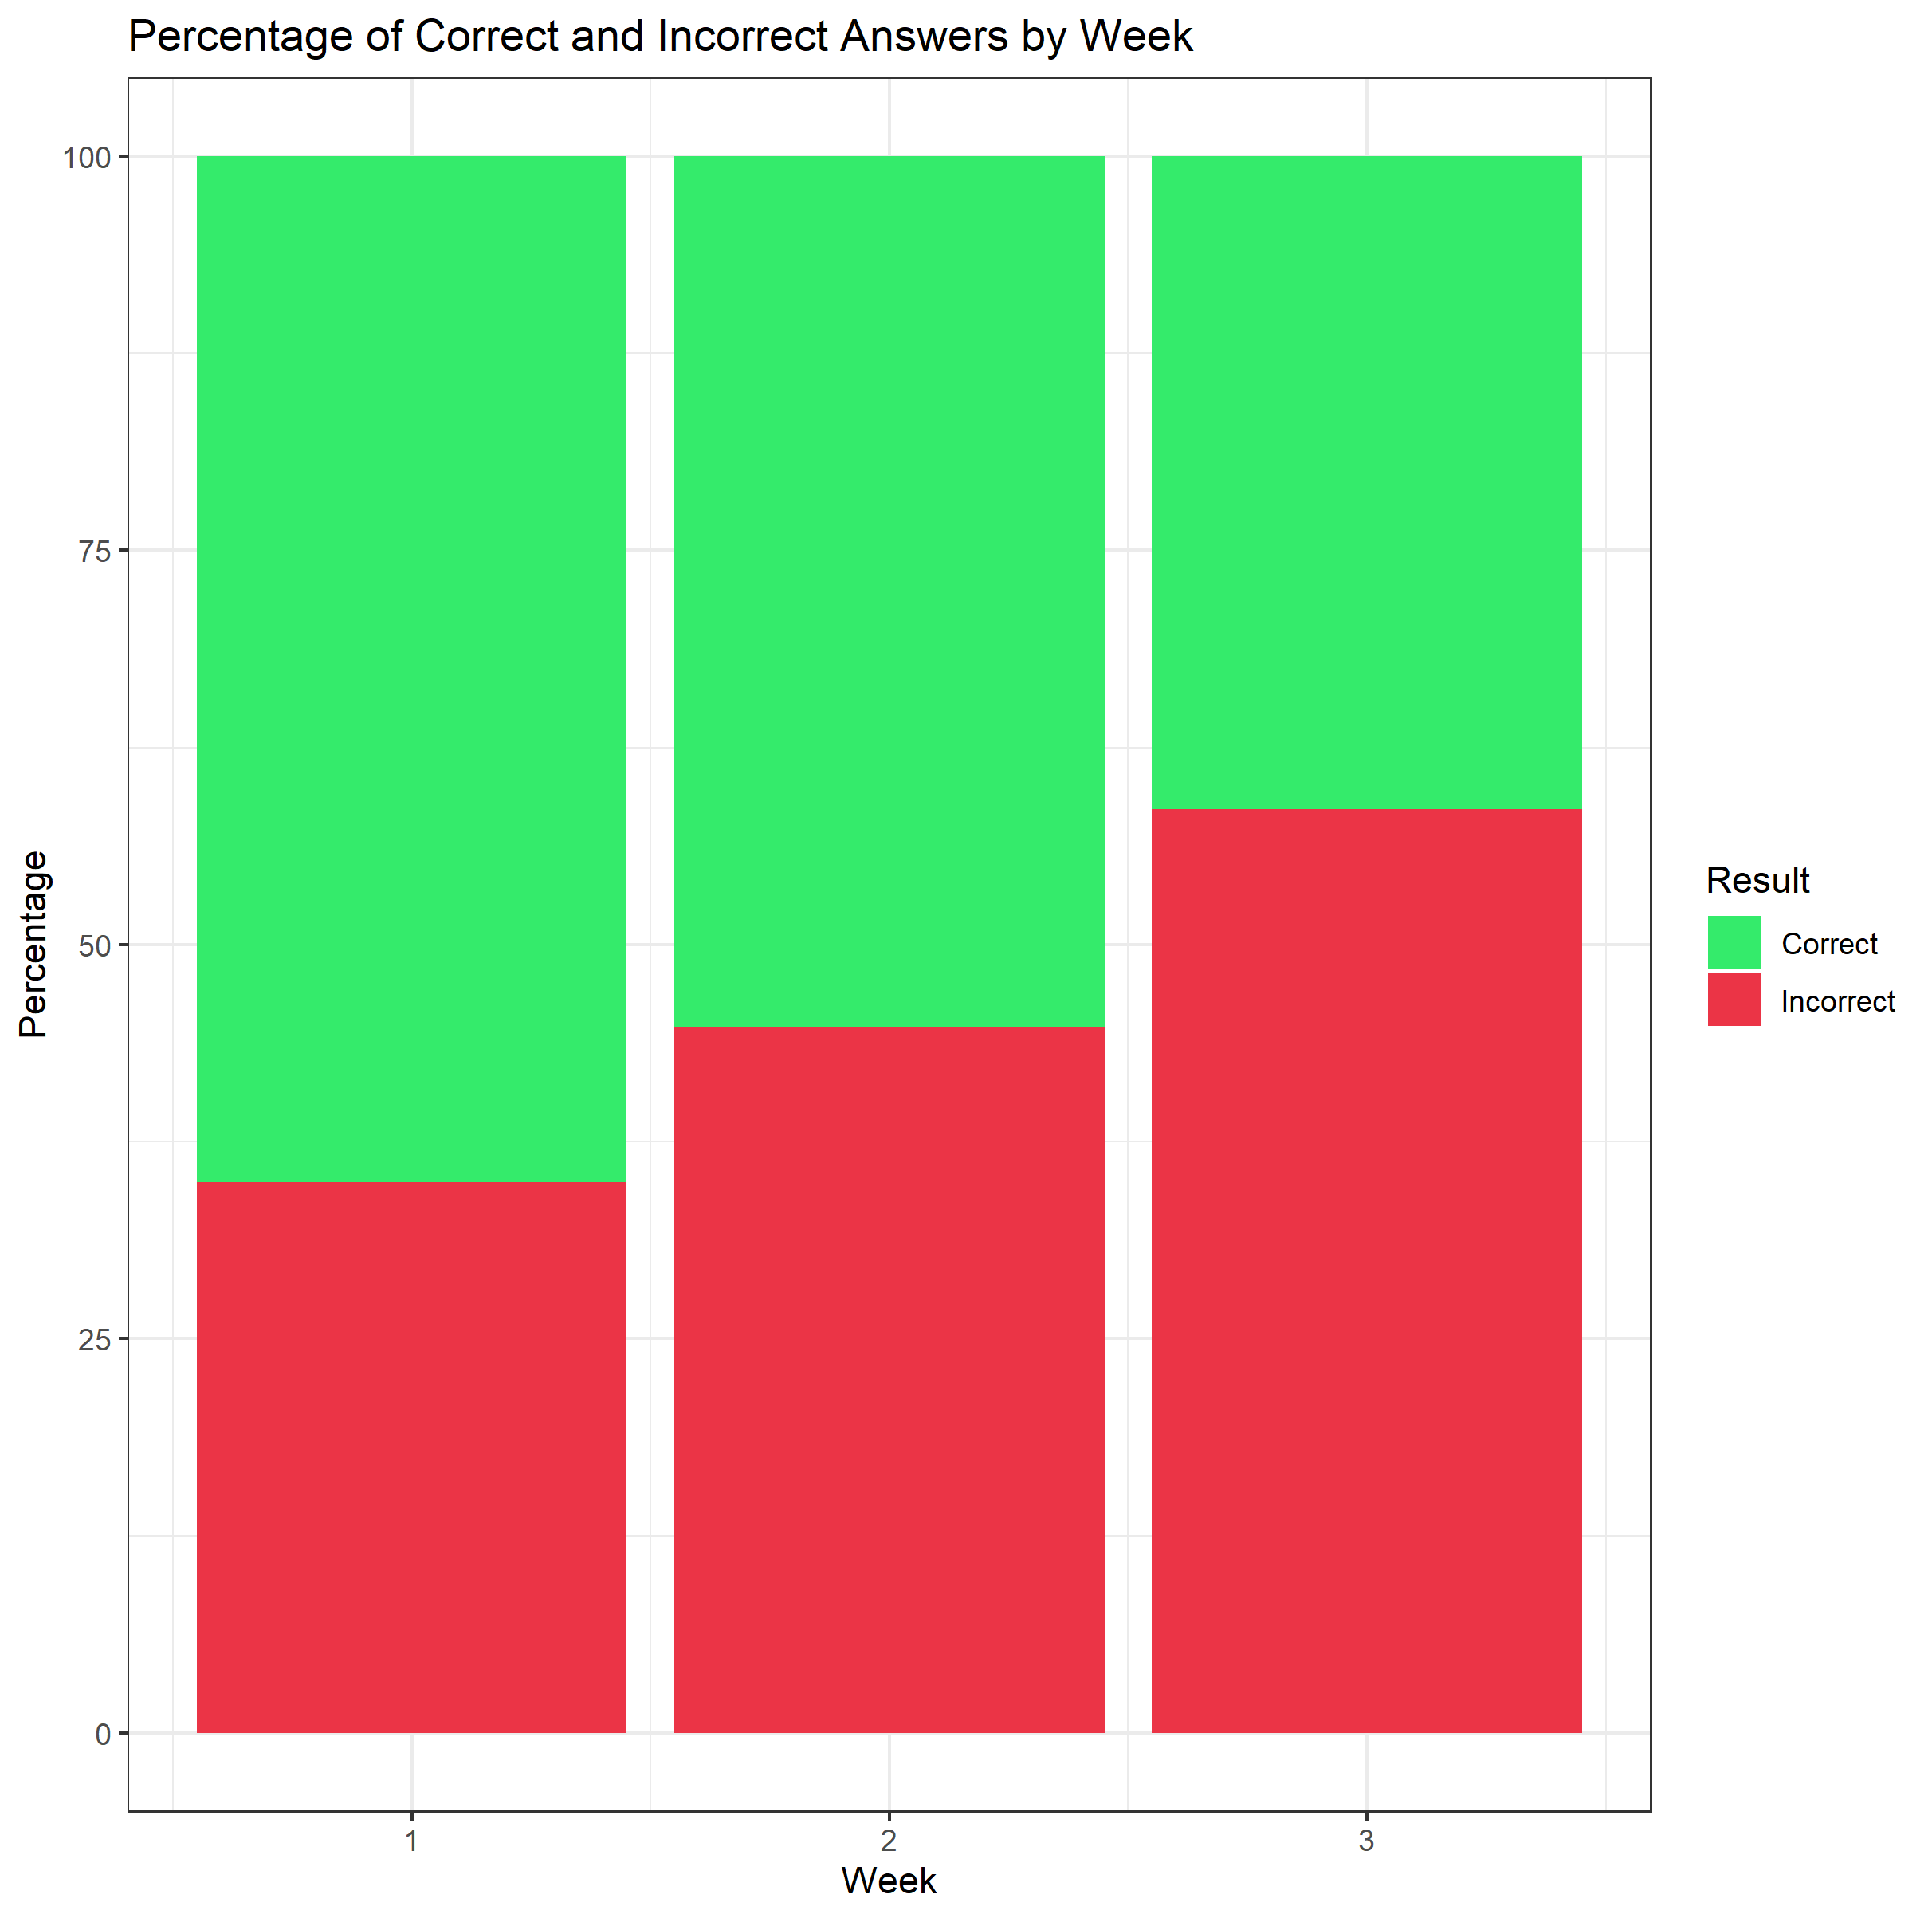 Percentage of Correct and Incorrect Answers by Week
100
75
50
25
0
Percentage
1 2 3
Week
Result
Correct
Incorrect